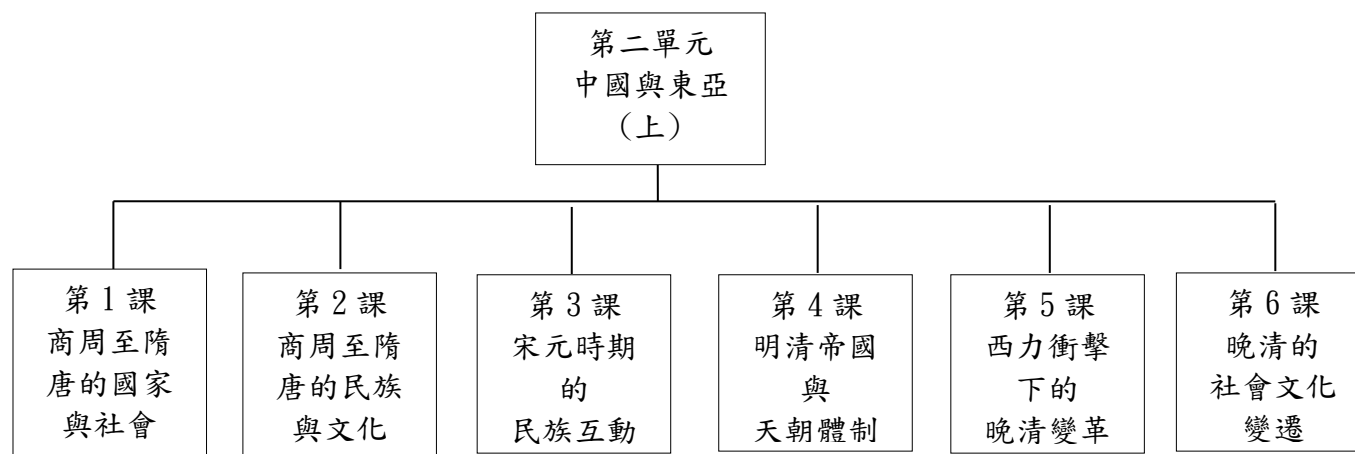 第二單元
中國與東亞
(上)
第 1 課
商周至隋
唐的國家
與社會
第 2 課
商周至隋
唐的民族
與文化
第 3 課
宋元時期
的
民族互動
第 4 課
明清帝國
與
天朝體制
第 5 課
西力衝擊
下的
晚清變革
第 6 課
晚清的
社會文化
變遷